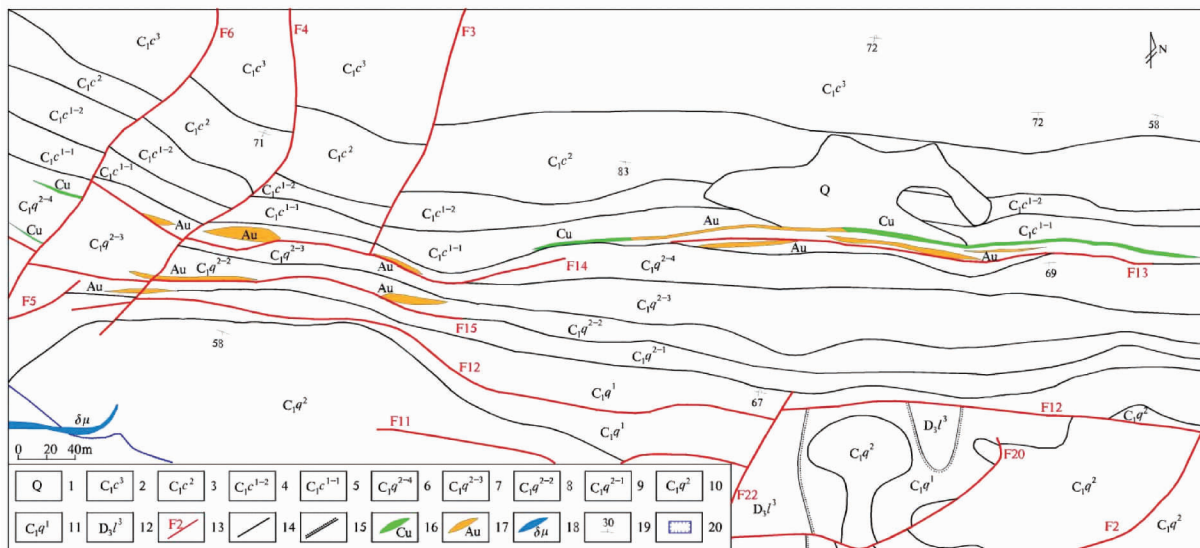 F6 F4 F3
C₁c³ C₁c³ C₁c³ 72 N
C₁c² C₁c³
C₁c¹⁻² C₁c² 71 72 58
C₁c¹⁻¹ C₁c¹⁻² C₁c² C₁c²
C₁c¹⁻¹ 83
Cu C₁c¹⁻² Q
C₁q²⁻⁴ C₁c¹⁻¹ C₁c¹⁻² C₁c¹⁻²
Au Au Cu C₁c¹⁻¹
Cu Au Cu
C₁q²⁻³ C₁q²⁻³ C₁c¹⁻¹ Au Au
Au C₁q²⁻² Au F14 C₁q²⁻⁴ 69 F13
Au Au
F5 C₁q²⁻³
F15 C₁q²⁻²
58 C₁q²⁻¹
F12
C₁q¹ 67 F12
C₁q² C₁q²
δμ F11 D₃l³
C₁q¹ C₁q² F20
0 20 40m C₁q¹ C₁q²
F22 D₃l³ F2 C₁q²
Q 1 C₁c³ 2 C₁c² 3 C₁c¹⁻² 4 C₁c¹⁻¹ 5 C₁q²⁻⁴ 6 C₁q²⁻³ 7 C₁q²⁻² 8 C₁q²⁻¹ 9 C₁q² 10
C₁q¹ 11 D₃l³ 12 F2 13 14 15 Cu 16 Au 17 δμ 18 30 19 20